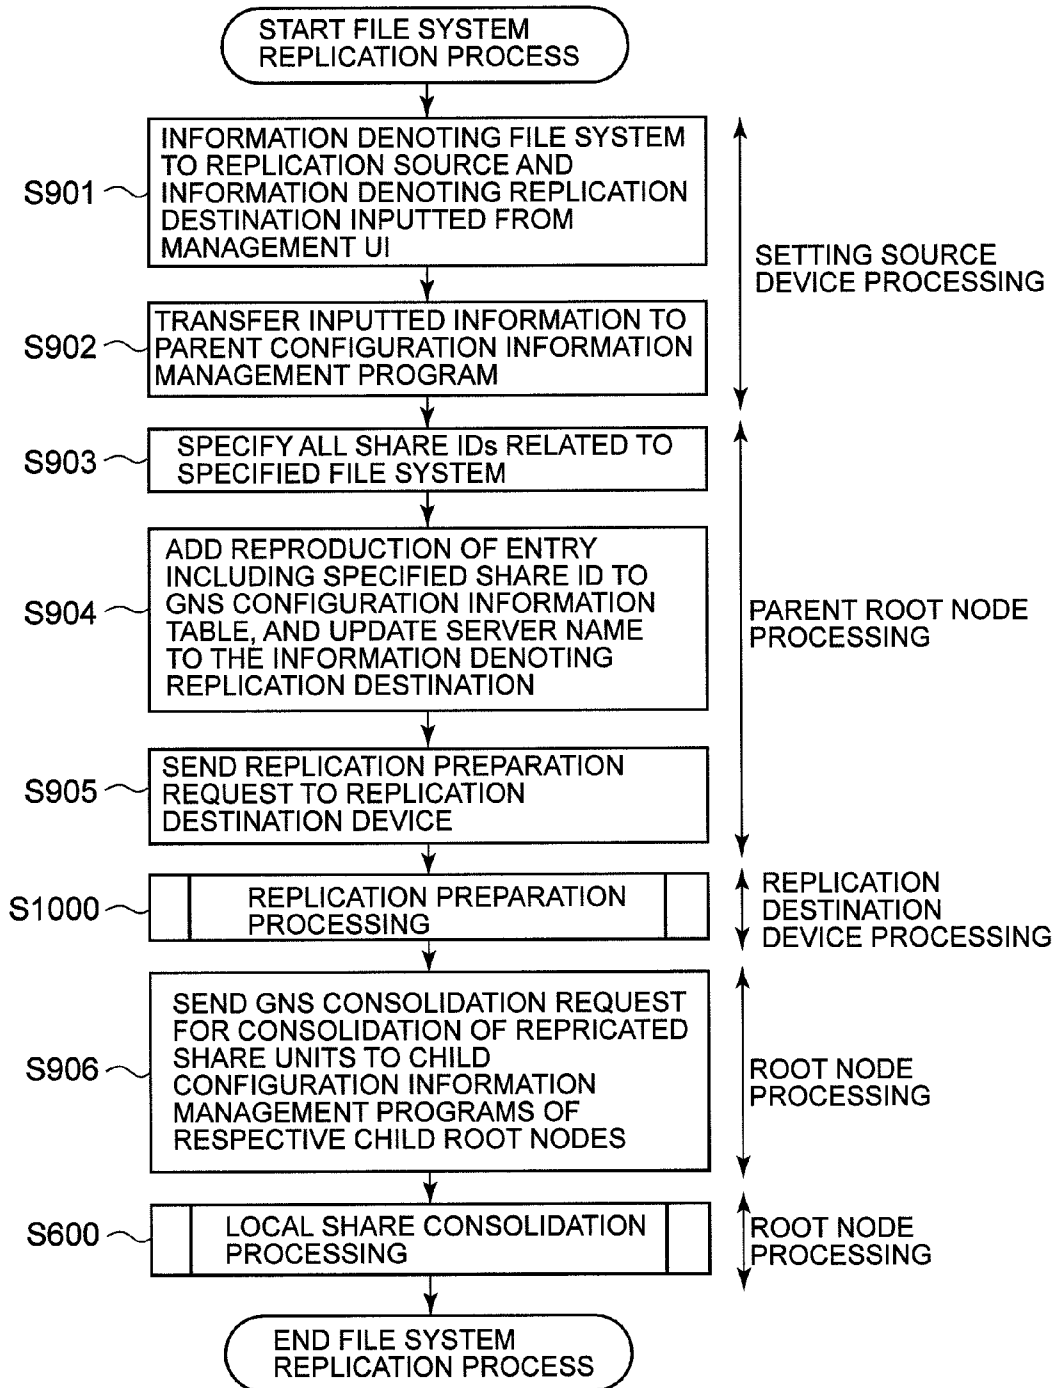 START FILE SYSTEM
REPLICATION PROCESS
S901
INFORMATION DENOTING FILE SYSTEM
TO REPLICATION SOURCE AND
INFORMATION DENOTING REPLICATION
DESTINATION INPUTTED FROM
MANAGEMENT UI
SETTING SOURCE
DEVICE PROCESSING
S902
TRANSFER INPUTTED INFORMATION TO
PARENT CONFIGURATION INFORMATION
MANAGEMENT PROGRAM
S903
SPECIFY ALL SHARE IDs RELATED TO
SPECIFIED FILE SYSTEM
S904
ADD REPRODUCTION OF ENTRY
INCLUDING SPECIFIED SHARE ID TO
GNS CONFIGURATION INFORMATION
TABLE, AND UPDATE SERVER NAME
TO THE INFORMATION DENOTING
REPLICATION DESTINATION
PARENT ROOT NODE
PROCESSING
S905
SEND REPLICATION PREPARATION
REQUEST TO REPLICATION
DESTINATION DEVICE
S1000
REPLICATION PREPARATION
PROCESSING
REPLICATION
DESTINATION
DEVICE PROCESSING
S906
SEND GNS CONSOLIDATION REQUEST
FOR CONSOLIDATION OF REPRICATED
SHARE UNITS TO CHILD
CONFIGURATION INFORMATION
MANAGEMENT PROGRAMS OF
RESPECTIVE CHILD ROOT NODES
ROOT NODE
PROCESSING
S600
LOCAL SHARE CONSOLIDATION
PROCESSING
ROOT NODE
PROCESSING
END FILE SYSTEM
REPLICATION PROCESS